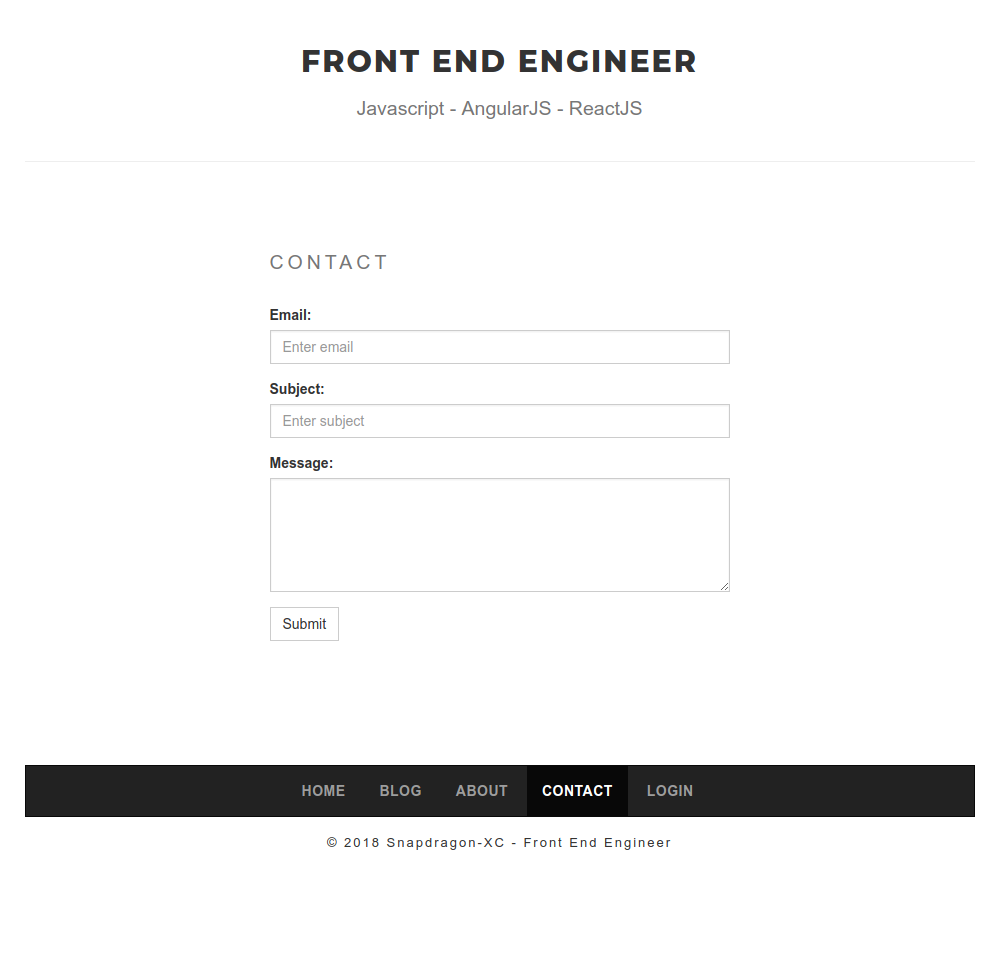 FRONT END ENGINEER
Javascript - AngularJS - ReactJS
CONTACT
Email:
Enter email
Subject:
Enter subject
Message:
Submit
HOME BLOG ABOUT CONTACT LOGIN
© 2018 Snapdragon-XC - Front End Engineer